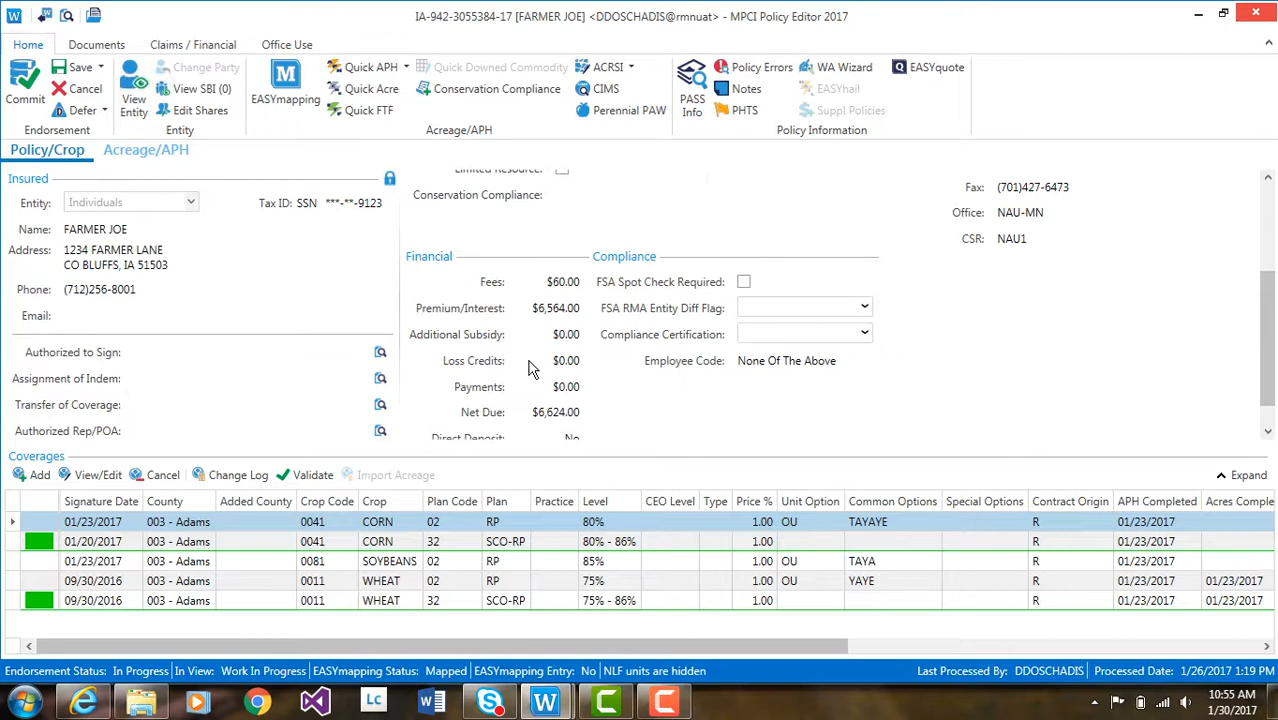 IA-942-3055384-17 [FARMER JOE] <DDOSCHADIS@rmnuat> - MPCI Policy Editor 2017
Home Documents Claims / Financial Office Use
Commit Save Cancel Defer
Endorsement
View Entity Change Party View SBI (0) Edit Shares
Entity
EASYmapping Quick APH Quick Acre Quick FTF Quick Downed Commodity Conservation Compliance ACRSI CIMS Perennial PAW
Acreage/APH
PASS Info Policy Errors Notes PHTS WA Wizard EASYhail Suppl Policies EASYquote
Policy Information
Policy/Crop Acreage/APH
Insured
Entity: Individuals Tax ID: SSN ***-**-9123
Name: FARMER JOE
Address: 1234 FARMER LANE
CO BLUFFS, IA 51503
Phone: (712)256-8001
Email:
Authorized to Sign:
Assignment of Indem:
Transfer of Coverage:
Authorized Rep/POA:
Limited Resource:
Conservation Compliance:
Financial
Fees: $60.00
Premium/Interest: $6,564.00
Additional Subsidy: $0.00
Loss Credits: $0.00
Payments: $0.00
Net Due: $6,624.00
Direct Deposit: No
Compliance
FSA Spot Check Required:
FSA RMA Entity Diff Flag:
Compliance Certification:
Employee Code: None Of The Above
Fax: (701)427-6473
Office: NAU-MN
CSR: NAU1
Coverages
Add View/Edit Cancel Change Log Validate Import Acreage Expand
Signature Date County Added County Crop Code Crop Plan Code Plan Practice Level CEO Level Type Price % Unit Option Common Options Special Options Contract Origin APH Completed Acres Comple
01/23/2017 003 - Adams 0041 CORN 02 RP 80% 1.00 OU TAYAYE R 01/23/2017
01/20/2017 003 - Adams 0041 CORN 32 SCO-RP 80% - 86% 1.00 R 01/23/2017
01/23/2017 003 - Adams 0081 SOYBEANS 02 RP 85% 1.00 OU TAYA R 01/23/2017
09/30/2016 003 - Adams 0011 WHEAT 02 RP 75% 1.00 OU YAYE R 01/23/2017 01/23/2017
09/30/2016 003 - Adams 0011 WHEAT 32 SCO-RP 75% - 86% 1.00 R 01/23/2017 01/23/2017
Endorsement Status: In Progress In View: Work In Progress EASYmapping Status: Mapped EASYmapping Entry: No NLF units are hidden Last Processed By: DDOSCHADIS Processed Date: 1/26/2017 1:19 PM
10:55 AM
1/30/2017